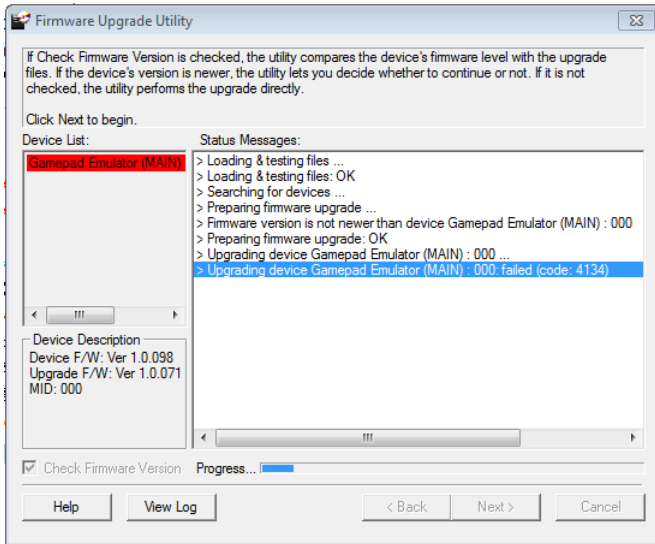 Firmware Upgrade Utility
If Check Firmware Version is checked, the utility compares the device's firmware level with the upgrade
files. If the device's version is newer, the utility lets you decide whether to continue or not. If it is not
checked, the utility performs the upgrade directly.
Click Next to begin.
Device List:
Gamepad Emulator (MAIN)
Status Messages:
> Loading & testing files ...
> Loading & testing files: OK
> Searching for devices ...
> Preparing firmware upgrade ...
> Firmware version is not newer than device Gamepad Emulator (MAIN) : 000
> Preparing firmware upgrade: OK
> Upgrading device Gamepad Emulator (MAIN) : 000 ...
> Upgrading device Gamepad Emulator (MAIN) : 000: failed (code: 4134)
Device Description
Device F/W: Ver 1.0.098
Upgrade F/W: Ver 1.0.071
MID: 000
Check Firmware Version
Progress...
Help
View Log
< Back
Next >
Cancel